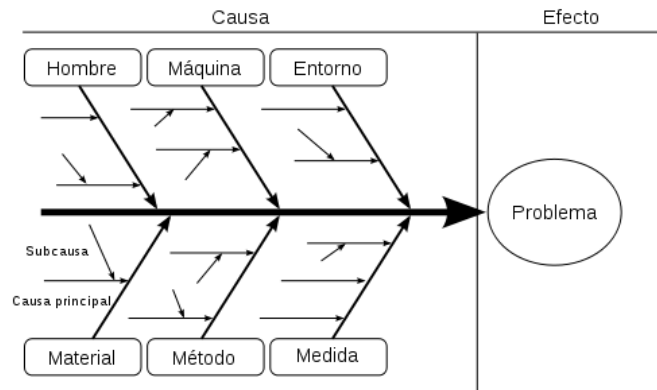 Causa
Efecto
Hombre
Máquina
Entorno
Problema
Subcausa
Causa principal
Material
Método
Medida